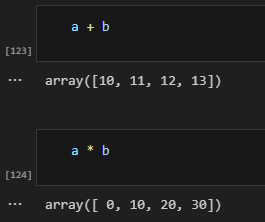 a + b
[123]
... array([10, 11, 12, 13])
a * b
[124]
... array([ 0, 10, 20, 30])